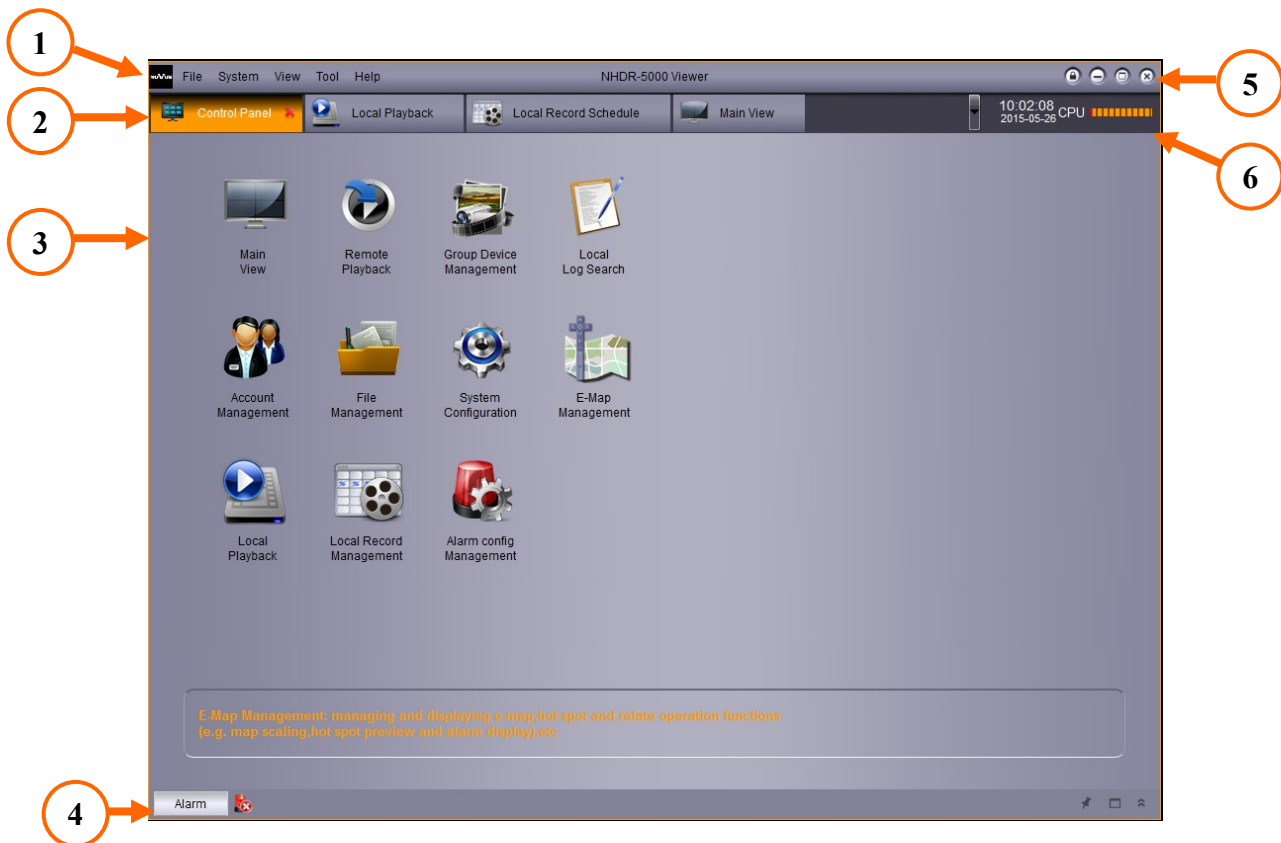 1
2
3
4
5
6
NOVUS File System View Tool Help NHDR-5000 Viewer
Control Panel Local Playback Local Record Schedule Main View 10:02:08 CPU
2015-05-26
Main
View
Remote
Playback
Group Device
Management
Local
Log Search
Account
Management
File
Management
System
Configuration
E-Map
Management
Local
Playback
Local Record
Management
Alarm config
Management
E-Map Management: managing and displaying e-map,hot spot and relate operation functions
(e.g. map scaling,hot spot preview and alarm display),etc
Alarm